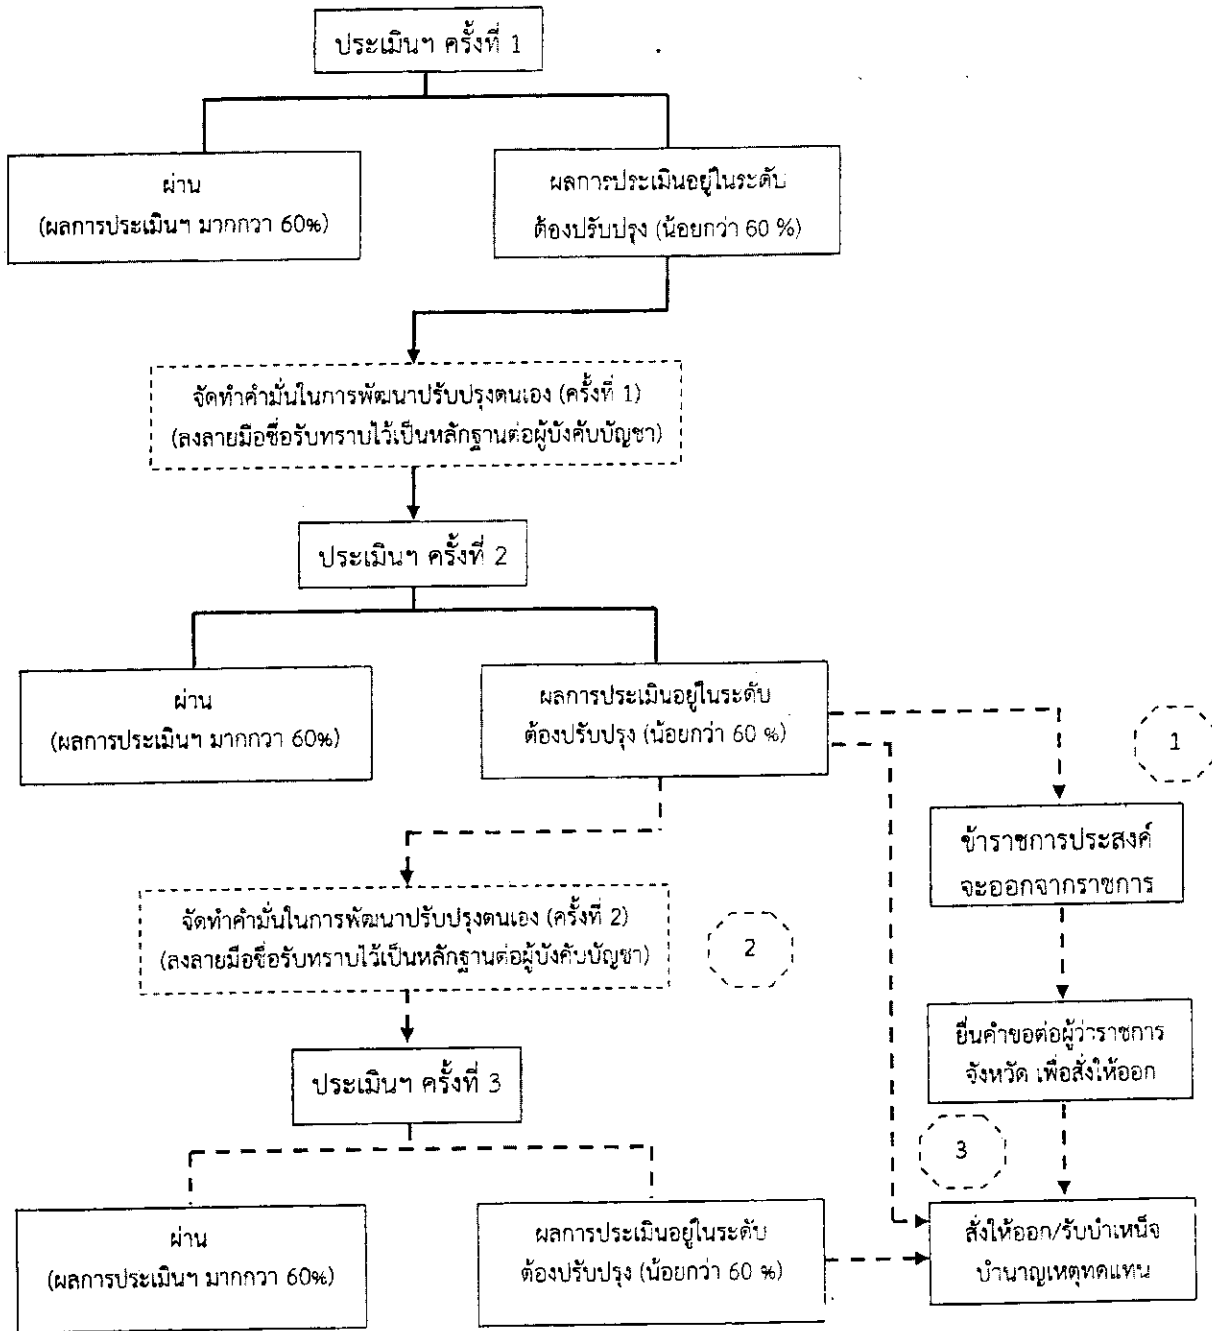 ประเมินฯ ครั้งที่ 1
ผ่าน
(ผลการประเมินฯ มากกวา 60%)
ผลการประเมินอยู่ในระดับ
ต้องปรับปรุง (น้อยกว่า 60 %)
จัดทำคำมั่นในการพัฒนาปรับปรุงตนเอง (ครั้งที่ 1)
(ลงลายมือชื่อรับทราบไว้เป็นหลักฐานต่อผู้บังคับบัญชา)
ประเมินฯ ครั้งที่ 2
ผ่าน
(ผลการประเมินฯ มากกวา 60%)
ผลการประเมินอยู่ในระดับ
ต้องปรับปรุง (น้อยกว่า 60 %)
1
ข้าราชการประสงค์
จะออกจากราชการ
จัดทำคำมั่นในการพัฒนาปรับปรุงตนเอง (ครั้งที่ 2)
(ลงลายมือชื่อรับทราบไว้เป็นหลักฐานต่อผู้บังคับบัญชา)
2
ยื่นคำขอต่อผู้ว่าราชการ
จังหวัด เพื่อสั่งให้ออก
ประเมินฯ ครั้งที่ 3
3
ผ่าน
(ผลการประเมินฯ มากกวา 60%)
ผลการประเมินอยู่ในระดับ
ต้องปรับปรุง (น้อยกว่า 60 %)
สั่งให้ออก/รับบำเหน็จ
บำนาญเหตุทดแทน